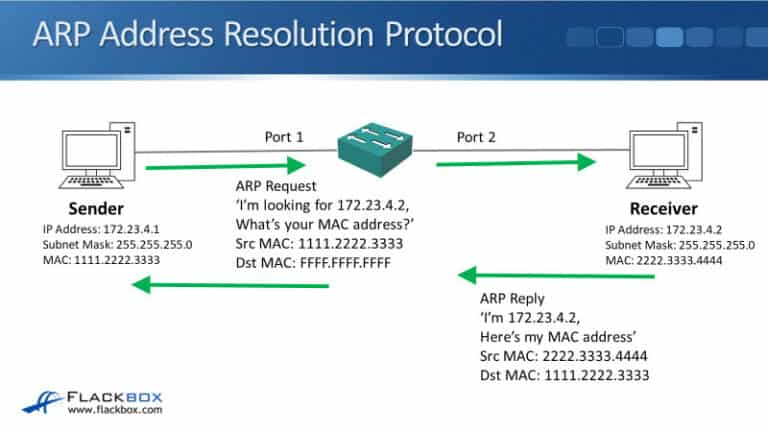 ARP Address Resolution Protocol
Port 1
Port 2
Sender
IP Address: 172.23.4.1
Subnet Mask: 255.255.255.0
MAC: 1111.2222.3333
ARP Request
‘I’m looking for 172.23.4.2,
What’s your MAC address?’
Src MAC: 1111.2222.3333
Dst MAC: FFFF.FFFF.FFFF
Receiver
IP Address: 172.23.4.2
Subnet Mask: 255.255.255.0
MAC: 2222.3333.4444
ARP Reply
‘I’m 172.23.4.2,
Here’s my MAC address’
Src MAC: 2222.3333.4444
Dst MAC: 1111.2222.3333
FLACKBOX
www.flackbox.com